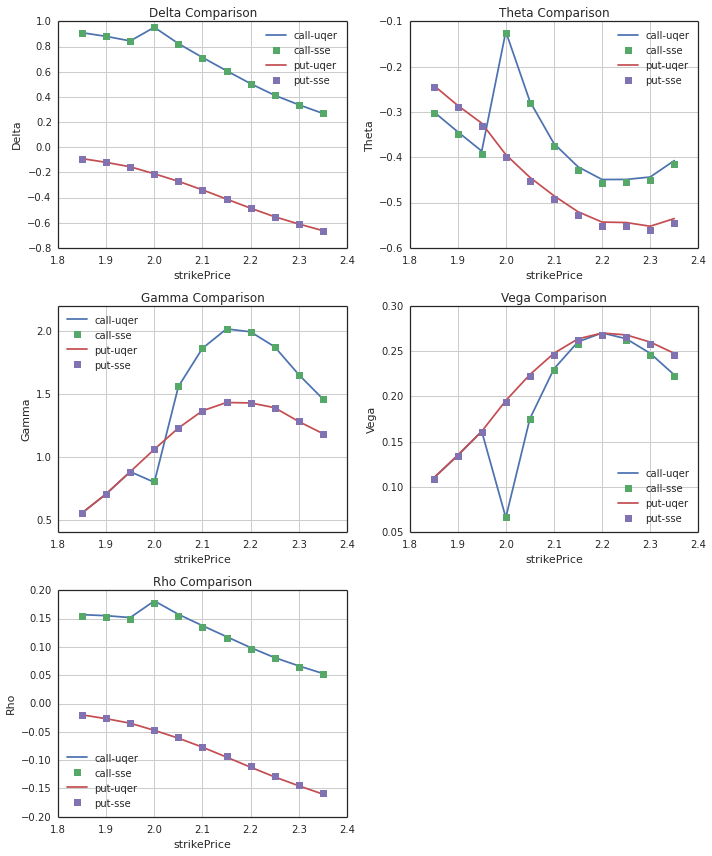 Delta Comparison
1.0
0.8
0.6
0.4
0.2
0.0
−0.2
−0.4
−0.6
−0.8
Delta
call-uqer
call-sse
put-uqer
put-sse
1.8 1.9 2.0 2.1 2.2 2.3 2.4
strikePrice
Theta Comparison
−0.1
−0.2
−0.3
−0.4
−0.5
−0.6
Theta
call-uqer
call-sse
put-uqer
put-sse
1.8 1.9 2.0 2.1 2.2 2.3 2.4
strikePrice
Gamma Comparison
2.0
1.5
1.0
0.5
Gamma
call-uqer
call-sse
put-uqer
put-sse
1.8 1.9 2.0 2.1 2.2 2.3 2.4
strikePrice
Vega Comparison
0.30
0.25
0.20
0.15
0.10
0.05
Vega
call-uqer
call-sse
put-uqer
put-sse
1.8 1.9 2.0 2.1 2.2 2.3 2.4
strikePrice
Rho Comparison
0.20
0.15
0.10
0.05
0.00
−0.05
−0.10
−0.15
−0.20
Rho
call-uqer
call-sse
put-uqer
put-sse
1.8 1.9 2.0 2.1 2.2 2.3 2.4
strikePrice